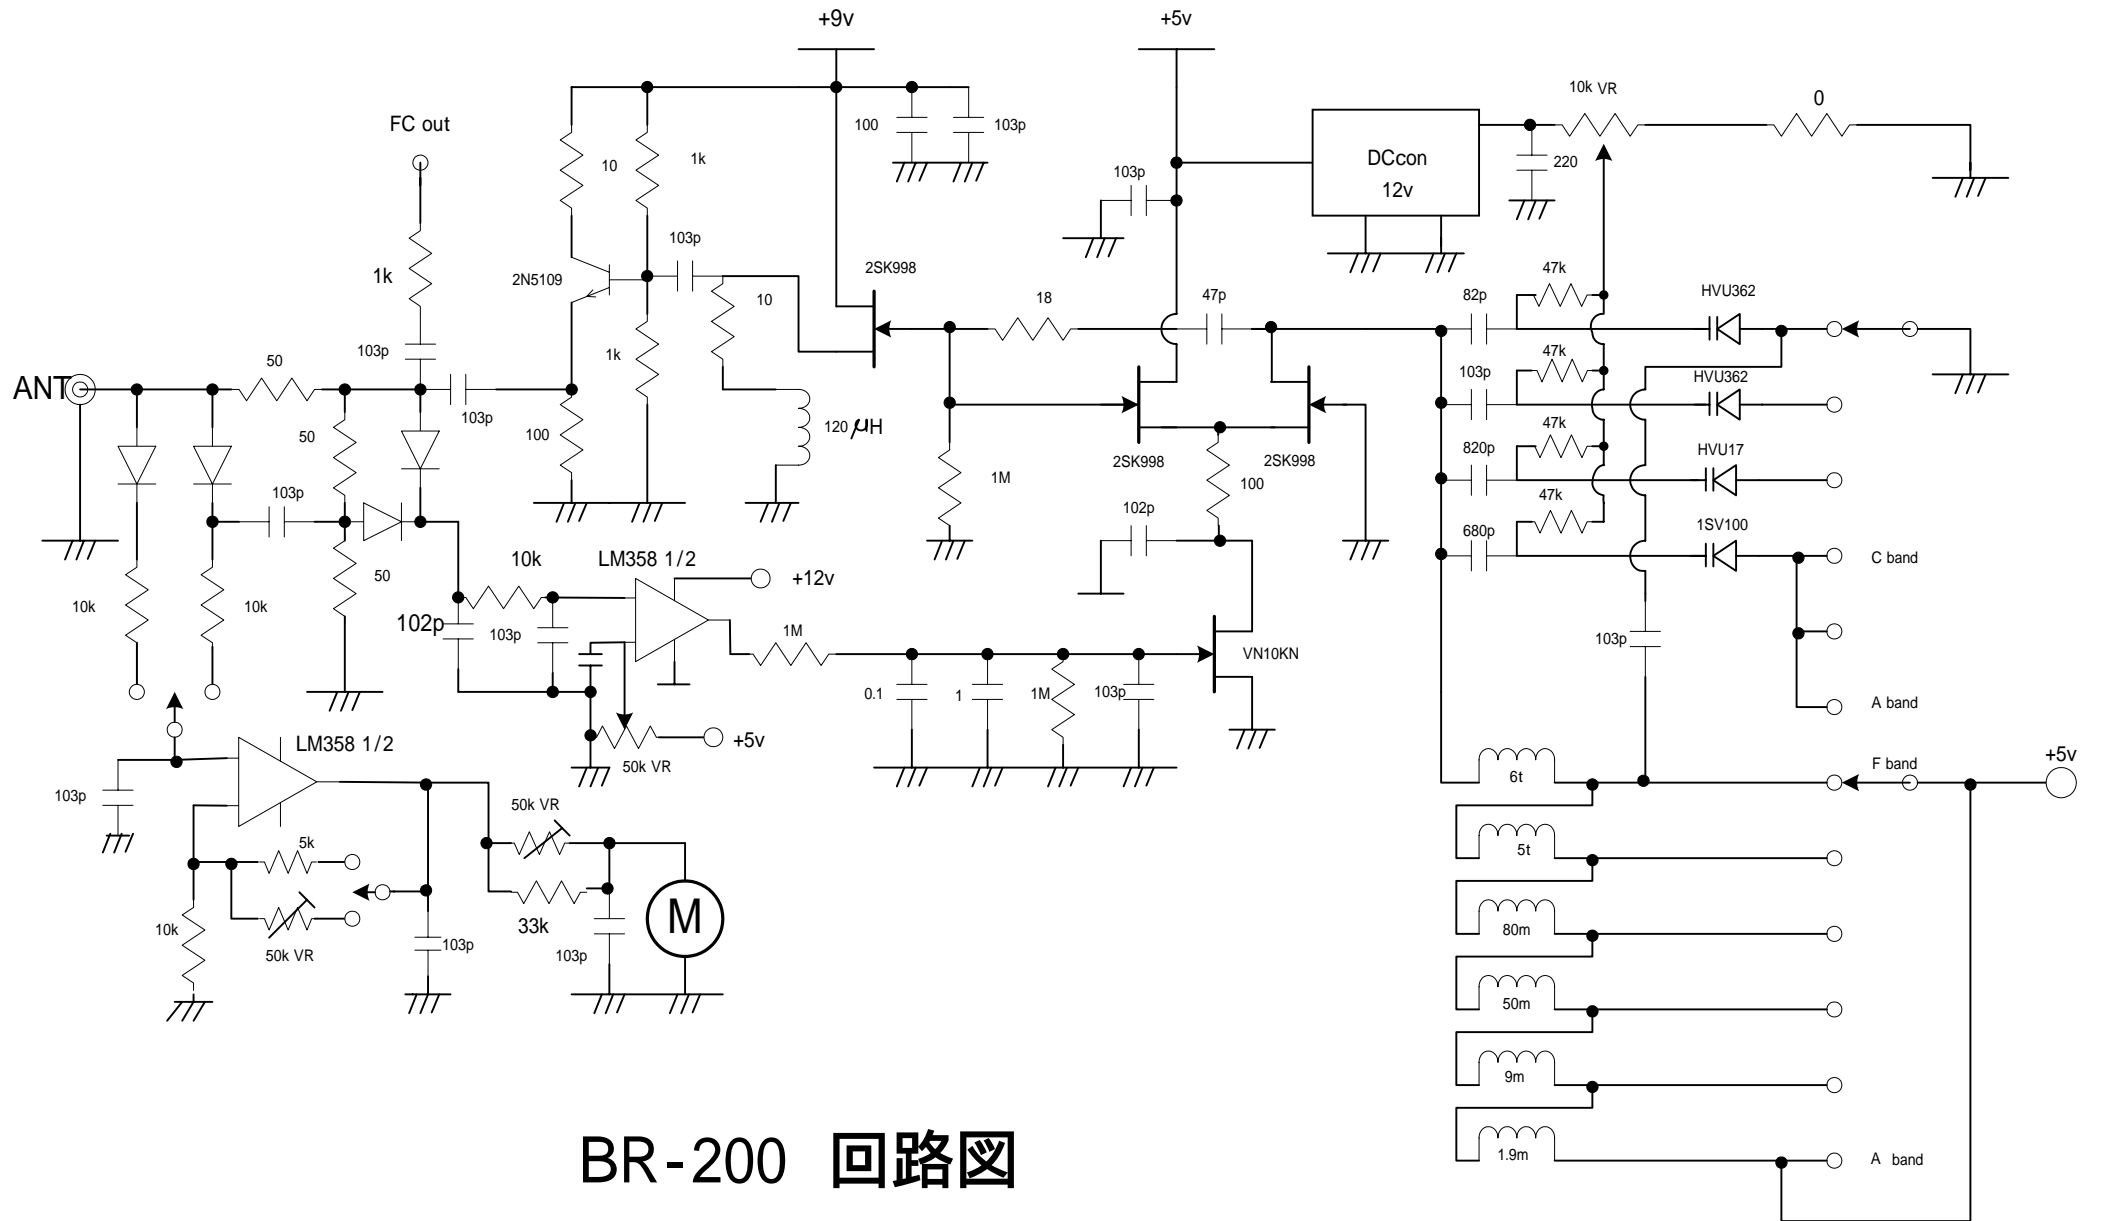 +9v
+5v
10k VR
0
FC out
100
103p
10
1k
DCcon
12v
220
103p
1k
103p
2N5109
2SK998
10
18
47p
47k
82p
HVU362
103p
50
1k
47k
103p
HVU362
ANT
103p
100
50
120 μH
2SK998
2SK998
47k
820p
HVU17
1M
100
103p
102p
47k
680p
1SV100
C band
50
10k
LM358 1/2
+12v
10k
10k
102p
103p
1M
VN10KN
103p
0.1
1
1M
103p
A band
50k VR
+5v
LM358 1/2
6t
F band
+5v
103p
50k VR
5k
5t
33k
M
10k
50k VR
103p
103p
80m
50m
9m
1.9m
A band
BR-200 回路図